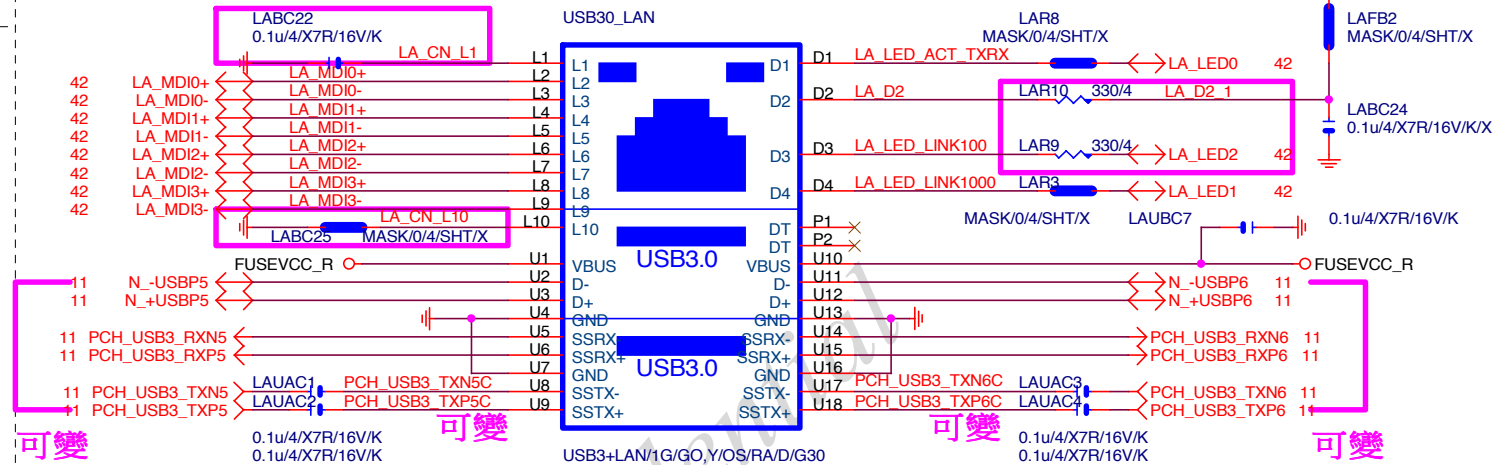 LABC22
0.1u/4/X7R/16V/K
USB30_LAN
LAR8
MASK/0/4/SHT/X
LAFB2
MASK/0/4/SHT/X
LA_CN_L1 L1 L1 D1 D1 LA_LED_ACT_TXRX LA_LED0 42
42 LA_MDI0+ LA_MDI0+ L2 L2
42 LA_MDI0- LA_MDI0- L3 L3 D2 D2 LA_D2 LAR10 330/4 LA_D2_1
42 LA_MDI1+ LA_MDI1+ L4 L4
LABC24
0.1u/4/X7R/16V/K/X
42 LA_MDI1- LA_MDI1- L5 L5
42 LA_MDI2+ LA_MDI2+ L6 L6 D3 D3 LA_LED_LINK100 LAR9 330/4 LA_LED2 42
42 LA_MDI2- LA_MDI2- L7 L7
42 LA_MDI3+ LA_MDI3+ L8 L8 D4 D4 LA_LED_LINK1000 LAR3 LA_LED1 42
42 LA_MDI3- LA_MDI3- L9 L9
MASK/0/4/SHT/X LAUBC7 0.1u/4/X7R/16V/K
LA_CN_L10 L10 L10 DT P1
LABC25 MASK/0/4/SHT/X
DT P2
FUSEVCC_R U1 VBUS USB3.0 VBUS U10 FUSEVCC_R
11 N_-USBP5 U2 D- D- U11 N_-USBP6 11
11 N_+USBP5 U3 D+ D+ U12 N_+USBP6 11
U4 GND GND U13
11 PCH_USB3_RXN5 U5 SSRX- SSRX- U14 PCH_USB3_RXN6 11
11 PCH_USB3_RXP5 U6 SSRX+ SSRX+ U15 PCH_USB3_RXP6 11
U7 GND USB3.0 GND U16
11 PCH_USB3_TXN5 LAUAC1 PCH_USB3_TXN5C U8 SSTX- SSTX- U17 PCH_USB3_TXN6C LAUAC3 PCH_USB3_TXN6 11
11 PCH_USB3_TXP5 LAUAC2 PCH_USB3_TXP5C U9 SSTX+ SSTX+ U18 PCH_USB3_TXP6C LAUAC4 PCH_USB3_TXP6 11
可變 可變 可變 可變
0.1u/4/X7R/16V/K 0.1u/4/X7R/16V/K
0.1u/4/X7R/16V/K USB3+LAN/1G/GO,Y/OS/RA/D/G30 0.1u/4/X7R/16V/K